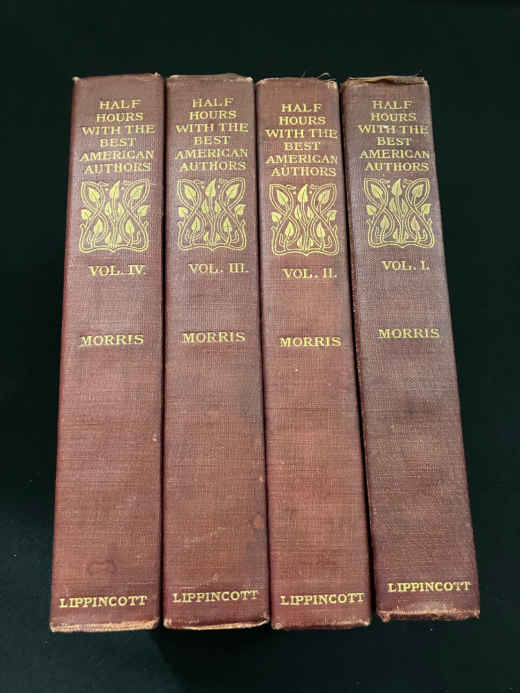 HALF
HOURS
WITH THE
BEST
AMERICAN
AUTHORS
VOL. IV.
MORRIS
LIPPINCOTT
HALF
HOURS
WITH THE
BEST
AMERICAN
AUTHORS
VOL. III.
MORRIS
LIPPINCOTT
HALF
HOURS
WITH THE
BEST
AMERICAN
AUTHORS
VOL. II.
MORRIS
LIPPINCOTT
HALF
HOURS
WITH THE
BEST
AMERICAN
AUTHORS
VOL. I.
MORRIS
LIPPINCOTT